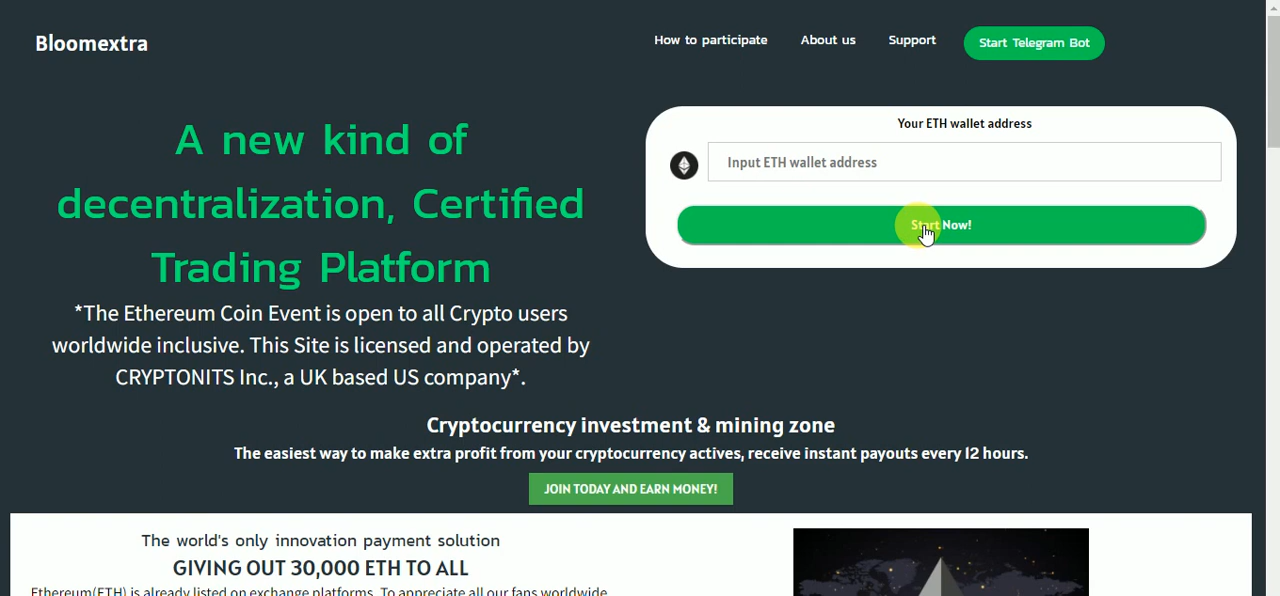 Bloomextra
How to participate
About us
Support
Start Telegram Bot
A new kind of
decentralization, Certified
Trading Platform
*The Ethereum Coin Event is open to all Crypto users
worldwide inclusive. This Site is licensed and operated by
CRYPTONITS Inc., a UK based US company*.
Your ETH wallet address
Input ETH wallet address
Start Now!
Cryptocurrency investment & mining zone
The easiest way to make extra profit from your cryptocurrency actives, receive instant payouts every 12 hours.
JOIN TODAY AND EARN MONEY!
The world's only innovation payment solution
GIVING OUT 30,000 ETH TO ALL
Ethereum(ETH) is already listed on exchange platforms. To appreciate all our fans worldwide